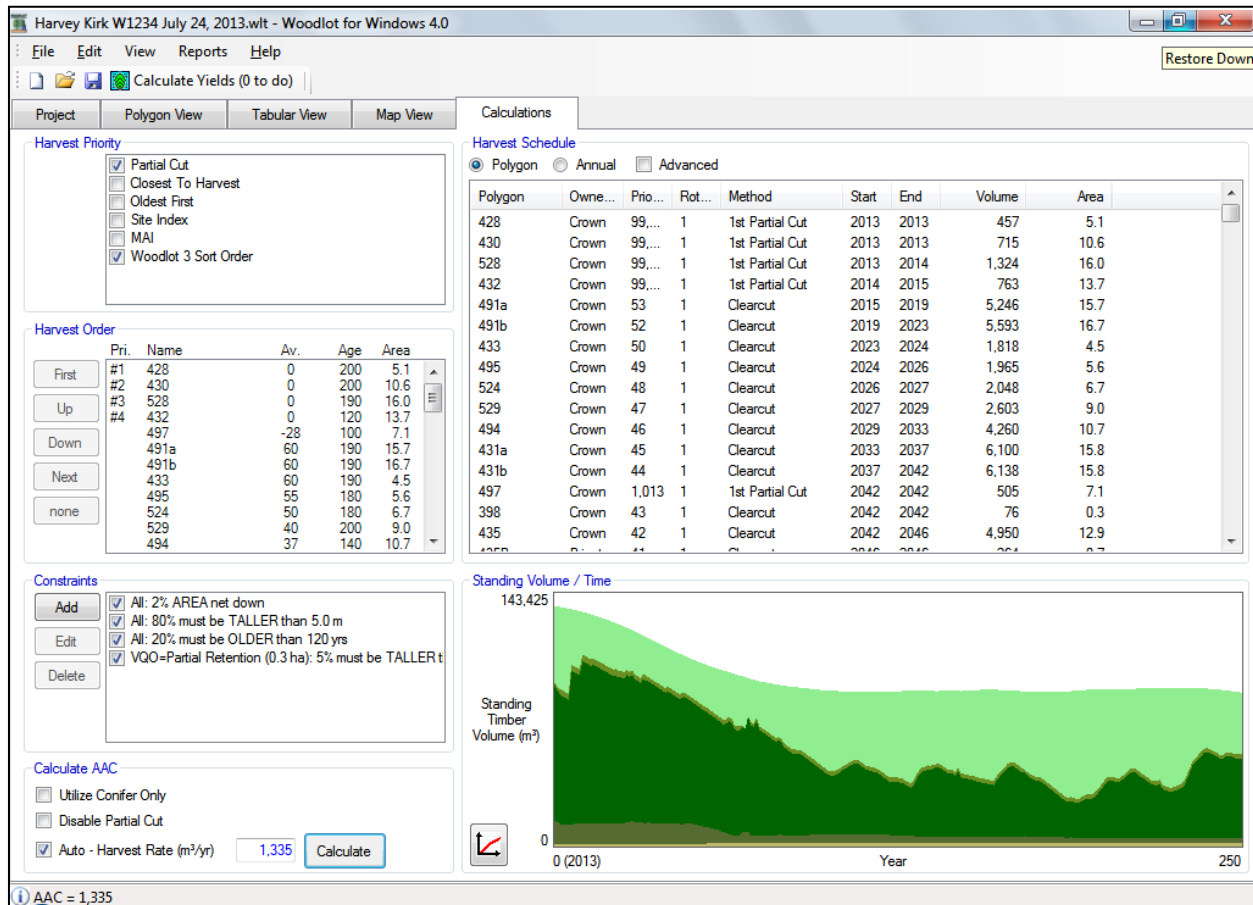 Harvey Kirk W1234 July 24, 2013.wlt - Woodlot for Windows 4.0
File Edit View Reports Help
Restore Down
Calculate Yields (0 to do)
Project Polygon View Tabular View Map View Calculations
Harvest Priority
Partial Cut
Closest To Harvest
Oldest First
Site Index
MAI
Woodlot 3 Sort Order
Harvest Order
Pri. Name Av. Age Area
First
Up
Down
Next
none
#1 428 0 200 5.1
#2 430 0 200 10.6
#3 528 0 190 16.0
#4 432 0 120 13.7
497 -28 100 7.1
491a 60 190 15.7
491b 60 190 16.7
433 60 190 4.5
495 55 180 5.6
524 50 180 6.7
529 40 200 9.0
494 37 140 10.7
Constraints
Add
Edit
Delete
All: 2% AREA net down
All: 80% must be TALLER than 5.0 m
All: 20% must be OLDER than 120 yrs
VQO=Partial Retention (0.3 ha): 5% must be TALLER
Calculate AAC
Utilize Conifer Only
Disable Partial Cut
Auto - Harvest Rate (m³/yr) 1,335 Calculate
Harvest Schedule
Polygon Annual Advanced
Polygon Owne... Prio... Rot... Method Start End Volume Area
428 Crown 99,... 1 1st Partial Cut 2013 2013 457 5.1
430 Crown 99,... 1 1st Partial Cut 2013 2013 715 10.6
528 Crown 99,... 1 1st Partial Cut 2013 2014 1,324 16.0
432 Crown 99,... 1 1st Partial Cut 2014 2015 763 13.7
491a Crown 53 1 Clearcut 2015 2019 5,246 15.7
491b Crown 52 1 Clearcut 2019 2023 5,593 16.7
433 Crown 50 1 Clearcut 2023 2024 1,818 4.5
495 Crown 49 1 Clearcut 2024 2026 1,965 5.6
524 Crown 48 1 Clearcut 2026 2027 2,048 6.7
529 Crown 47 1 Clearcut 2027 2029 2,603 9.0
494 Crown 46 1 Clearcut 2029 2033 4,260 10.7
431a Crown 45 1 Clearcut 2033 2037 6,100 15.8
431b Crown 44 1 Clearcut 2037 2042 6,138 15.8
497 Crown 1,013 1 1st Partial Cut 2042 2042 505 7.1
398 Crown 43 1 Clearcut 2042 2042 76 0.3
435 Crown 42 1 Clearcut 2042 2046 4,950 12.9
Standing Volume / Time
143,425
Standing
Timber
Volume (m³)
0
0 (2013) Year 250
AAC = 1,335